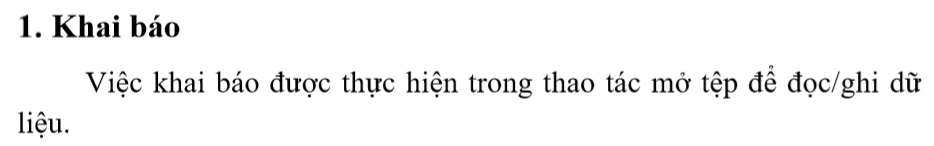 1. Khai báo
Việc khai báo được thực hiện trong thao tác mở tệp để đọc/ghi dữ
liệu.